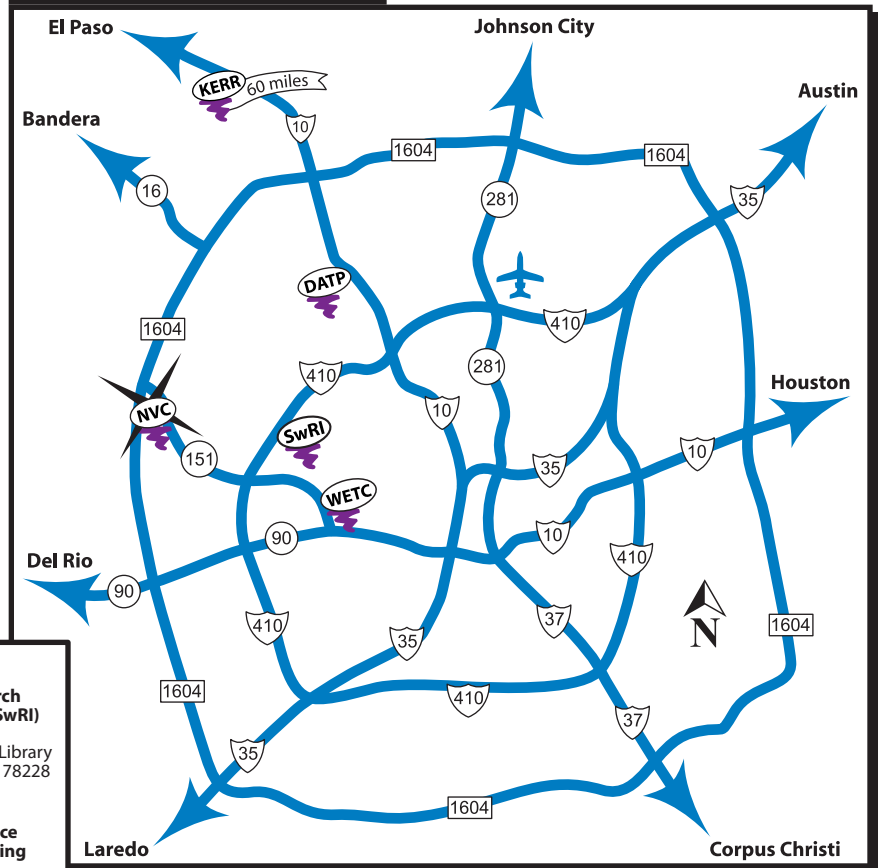 El Paso
Johnson City
KERR
60 miles
Austin
Bandera
10
1604
1604
16
281
35
DATP
1604
410
281
410
Houston
NVC
10
SwRI
10
151
35
WETC
90
10
410
Del Rio
90
410
35
37
N
1604
1604
410
37
35
1604
Laredo
Corpus Christi
rch
SwRI)
Library
78228
ce
ing